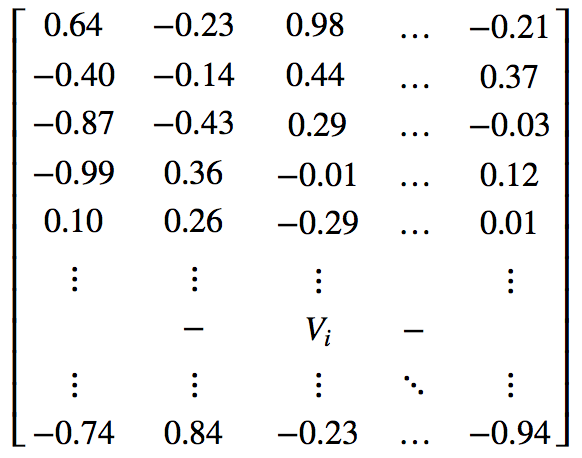 0.64 −0.23 0.98 … −0.21
−0.40 −0.14 0.44 … 0.37
−0.87 −0.43 0.29 … −0.03
−0.99 0.36 −0.01 … 0.12
0.10 0.26 −0.29 … 0.01
⋮ ⋮ ⋮ ⋮
− Vᵢ −
⋮ ⋮ ⋮ ⋱ ⋮
−0.74 0.84 −0.23 … −0.94